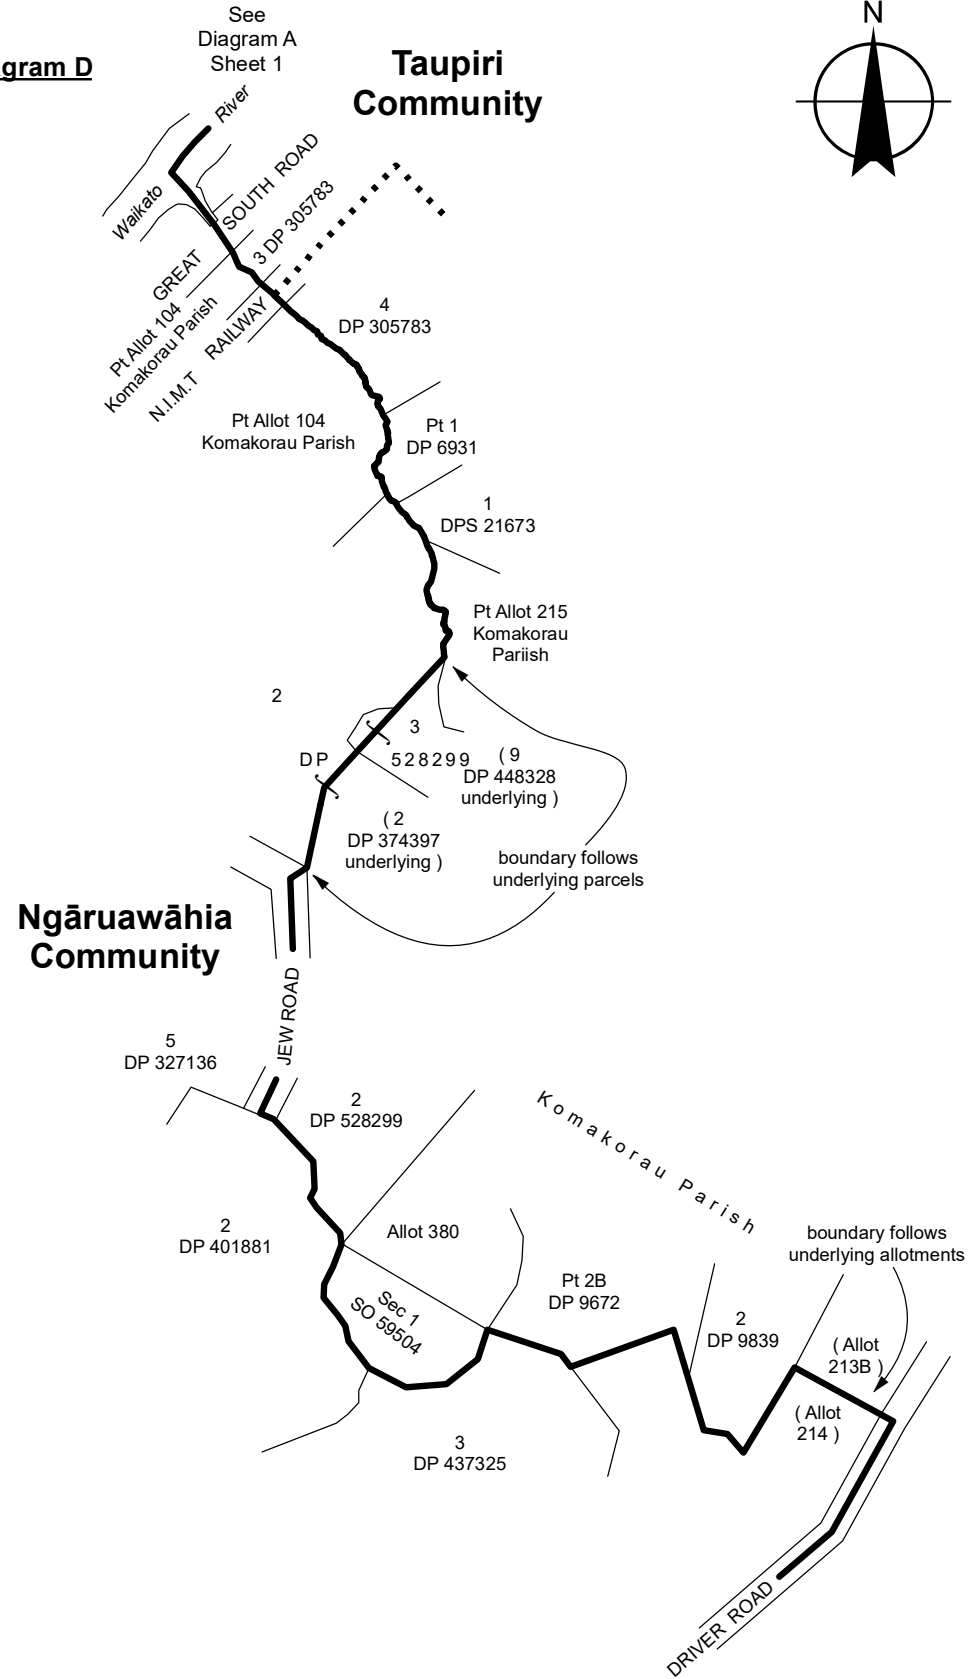 See
Diagram A
Sheet 1
N
gram D
Taupiri
Community
River
Waikato
SOUTH ROAD
GREAT
3 DP 305783
Pt Allot 104
Komakorau Parish
RAILWAY
N.I.M.T
4
DP 305783
Pt Allot 104
Komakorau Parish
Pt 1
DP 6931
1
DPS 21673
Pt Allot 215
Komakorau
Pariish
2
3
DP
528299
( 9
DP 448328
underlying )
( 2
DP 374397
underlying )
boundary follows
underlying parcels
Ngāruawāhia
Community
JEW ROAD
5
DP 327136
2
DP 528299
Komakorau Parish
2
DP 401881
Allot 380
boundary follows
underlying allotments
Sec 1
SO 59504
Pt 2B
DP 9672
2
DP 9839
( Allot
213B )
( Allot
214 )
3
DP 437325
DRIVER ROAD